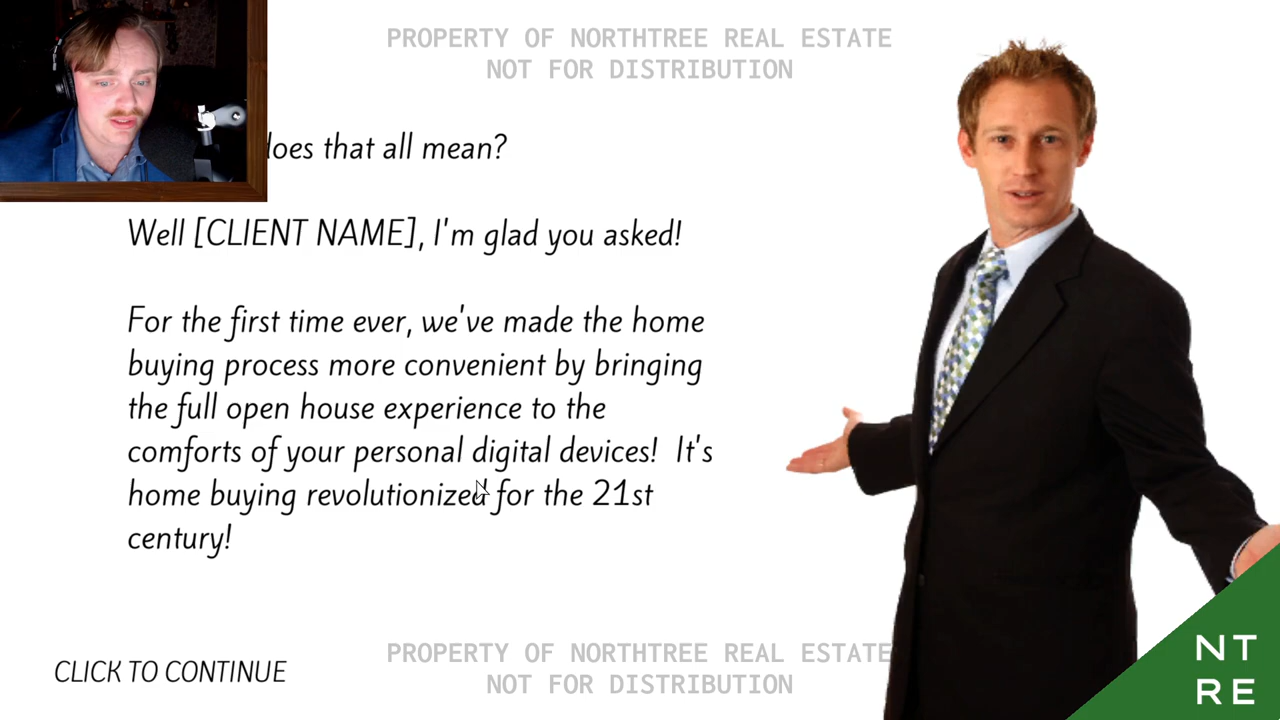 PROPERTY OF NORTHTREE REAL ESTATE
NOT FOR DISTRIBUTION
does that all mean?
Well [CLIENT NAME], I'm glad you asked!
For the first time ever, we've made the home
buying process more convenient by bringing
the full open house experience to the
comforts of your personal digital devices!  It's
home buying revolutionized for the 21st
century!
CLICK TO CONTINUE
PROPERTY OF NORTHTREE REAL ESTATE
NOT FOR DISTRIBUTION
NT
RE